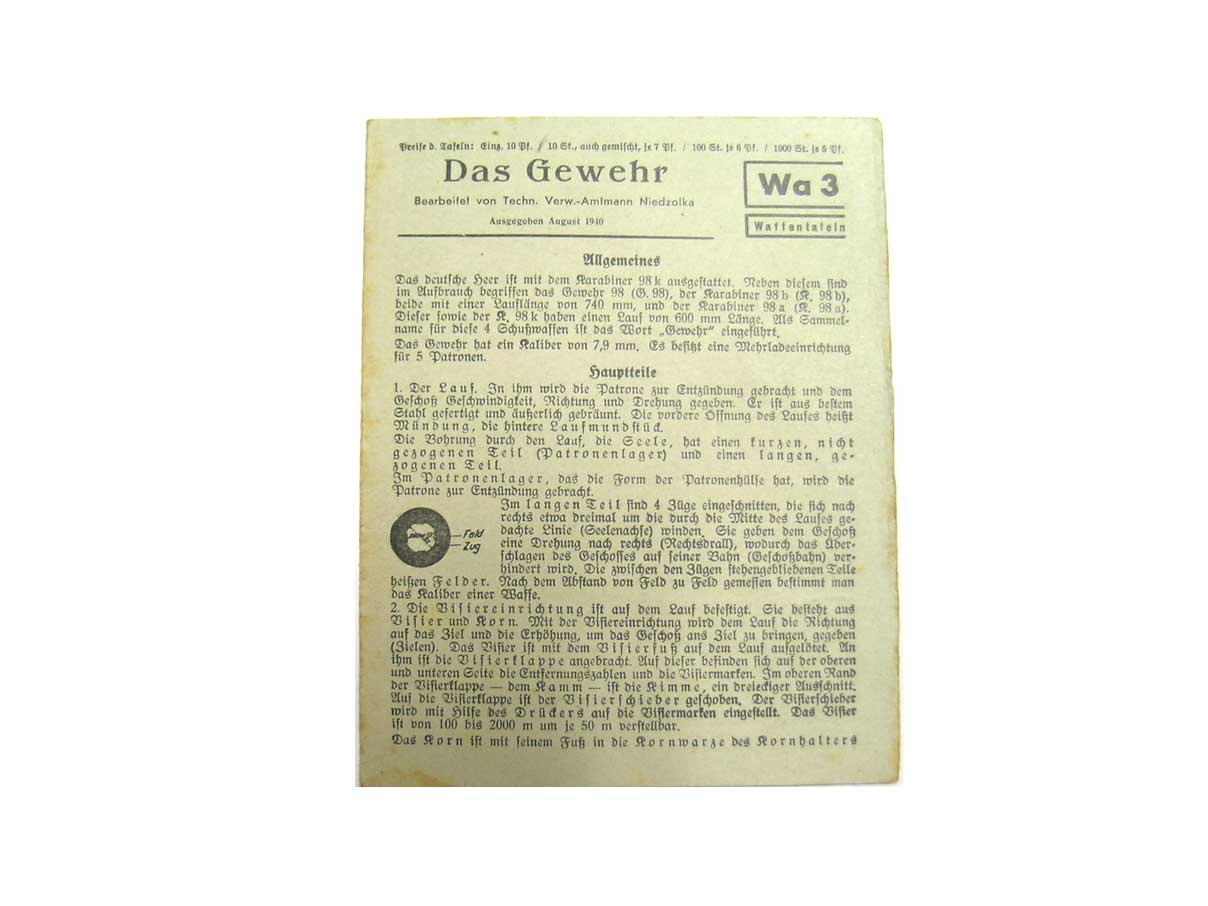 Preise d. Tafeln: Einz. 10 Pf. / 10 St., auch gemischt, je 7 Pf. / 100 St. je 6 Pf. / 1000 St. je 5 Pf.
Das Gewehr
Bearbeitet von Techn. Verw.-Amtmann Niedzolka
Ausgegeben August 1940
Wa 3
Waffentafeln
Allgemeines
Das deutsche Heer ist mit dem Karabiner 98 k ausgestattet. Neben diesem sind
im Aufbrauch begriffen das Gewehr 98 (G. 98), der Karabiner 98 b (K. 98 b),
beide mit einer Lauflänge von 740 mm, und der Karabiner 98 a (K. 98 a).
Dieser sowie der K. 98 k haben einen Lauf von 600 mm Länge. Als Sammel-
name für diese 4 Schußwaffen ist das Wort „Gewehr“ eingeführt.
Das Gewehr hat ein Kaliber von 7,9 mm. Es besitzt eine Mehrladeeinrichtung
für 5 Patronen.
Hauptteile
1. Der Lauf. In ihm wird die Patrone zur Entzündung gebracht und dem
Geschoß Geschwindigkeit, Richtung und Drehung gegeben. Er ist aus bestem
Stahl gefertigt und äußerlich gebräunt. Die vordere Öffnung des Laufes heißt
Mündung, die hintere Laufmundstück.
Die Bohrung durch den Lauf, die Seele, hat einen kurzen, nicht
gezogenen Teil (Patronenlager) und einen langen, ge-
zogenen Teil.
Im Patronenlager, das die Form der Patronenhülse hat, wird die
Patrone zur Entzündung gebracht.
Im langen Teil sind 4 Züge eingeschnitten, die sich nach
rechts etwa dreimal um die durch die Mitte des Laufes ge-
dachte Linie (Seelenachse) winden. Sie geben dem Geschoß
eine Drehung nach rechts (Rechtsdrall), wodurch das Über-
schlagen des Geschosses auf seiner Bahn (Geschoßbahn) ver-
hindert wird. Die zwischen den Zügen stehengebliebenen Teile
Feld
Zug
heißen Felder. Nach dem Abstand von Feld zu Feld gemessen bestimmt man
das Kaliber einer Waffe.
2. Die Visiereinrichtung ist auf dem Lauf befestigt. Sie besteht aus
Visier und Korn. Mit der Visiereinrichtung wird dem Lauf die Richtung
auf das Ziel und die Erhöhung, um das Geschoß ans Ziel zu bringen, gegeben
(Zielen). Das Visier ist mit dem Visierfuß auf dem Lauf aufgelötet. An
ihm ist die Visierklappe angebracht. Auf dieser befinden sich auf der oberen
und unteren Seite die Entfernungszahlen und die Visiermarken. Im oberen Rand
der Visierklappe — dem Kamm — ist die Kimme, ein dreieckiger Ausschnitt.
Auf die Visierklappe ist der Visierschieber geschoben. Der Visierschieber
wird mit Hilfe des Drückers auf die Visiermarken eingestellt. Das Visier
ist von 100 bis 2000 m um je 50 m verstellbar.
Das Korn ist mit seinem Fuß in die Kornwarze des Kornhalters